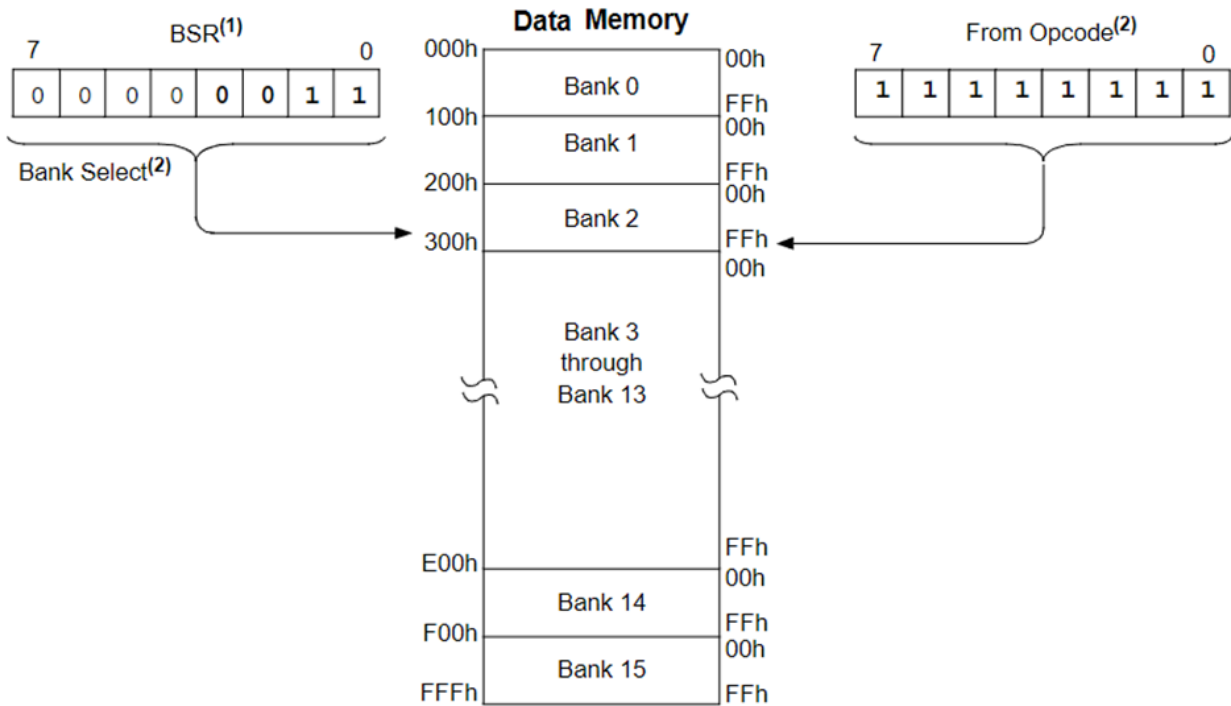 Data Memory
BSR(1)
7 0
0 0 0 0 0 0 1 1
Bank Select(2)
From Opcode(2)
7 0
1 1 1 1 1 1 1 1
000h 00h
Bank 0
FFh
100h 00h
Bank 1
FFh
200h 00h
Bank 2
FFh
300h 00h
Bank 3
through
Bank 13
FFh
E00h 00h
Bank 14
FFh
F00h 00h
Bank 15
FFFh FFh